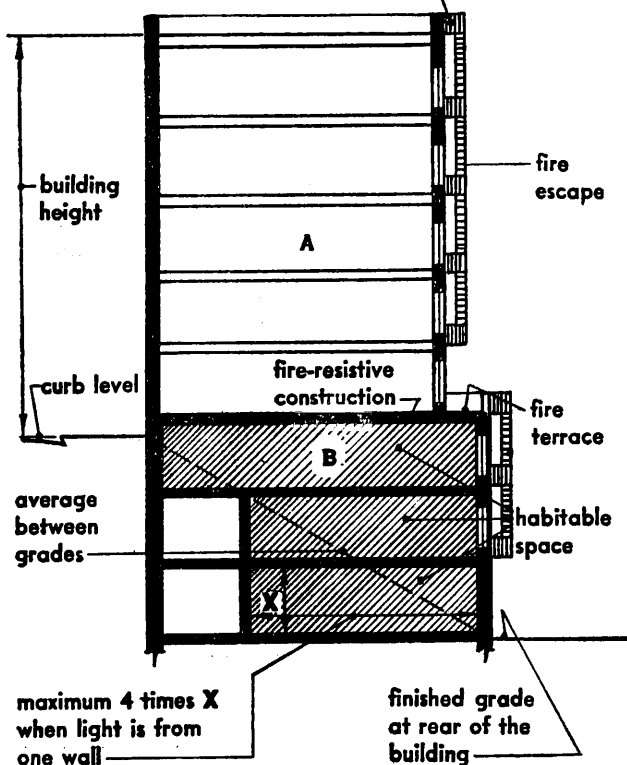 building
height
fire
escape
A
curb level
fire-resistive
construction
fire
terrace
B
average
between
grades
habitable
space
X
maximum 4 times X
when light is from
one wall
finished grade
at rear of the
building